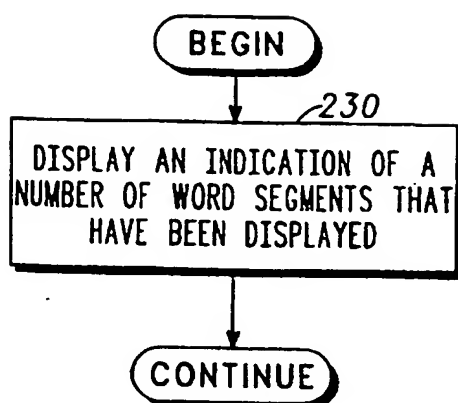 BEGIN
230
DISPLAY AN INDICATION OF A
NUMBER OF WORD SEGMENTS THAT
HAVE BEEN DISPLAYED
CONTINUE